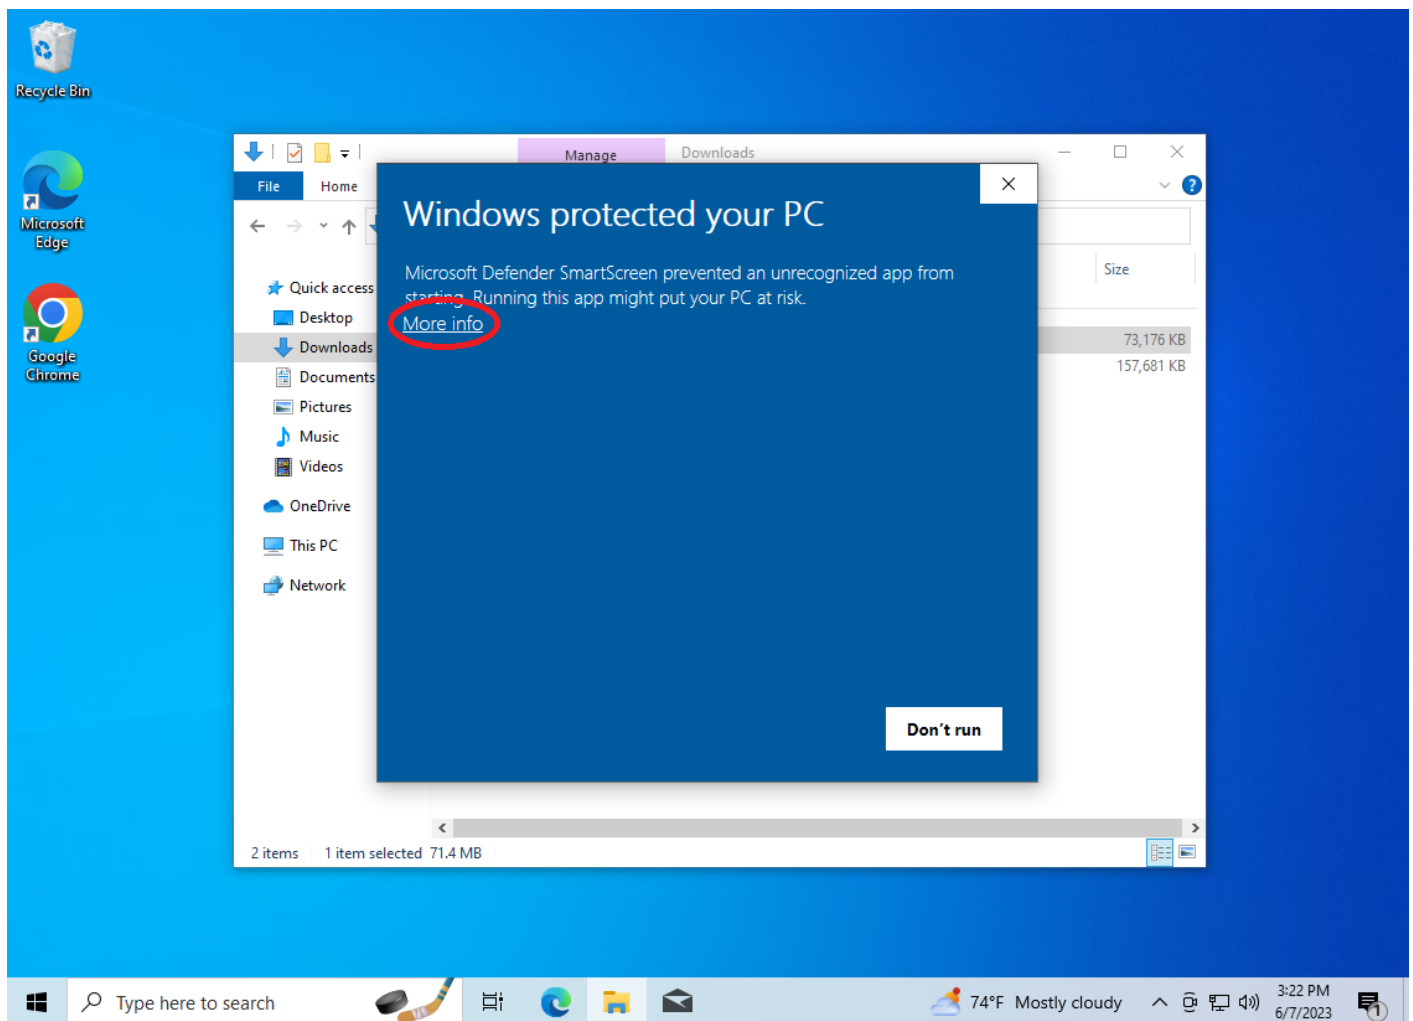 Recycle Bin
Microsoft
Edge
Google
Chrome
Manage
Downloads
File
Home
Size
Quick access
Desktop
Downloads
Documents
Pictures
Music
Videos
OneDrive
This PC
Network
73,176 KB
157,681 KB
Windows protected your PC
Microsoft Defender SmartScreen prevented an unrecognized app from
starting. Running this app might put your PC at risk.
More info
Don't run
2 items
1 item selected 71.4 MB
Type here to search
74°F Mostly cloudy
3:22 PM
6/7/2023
1